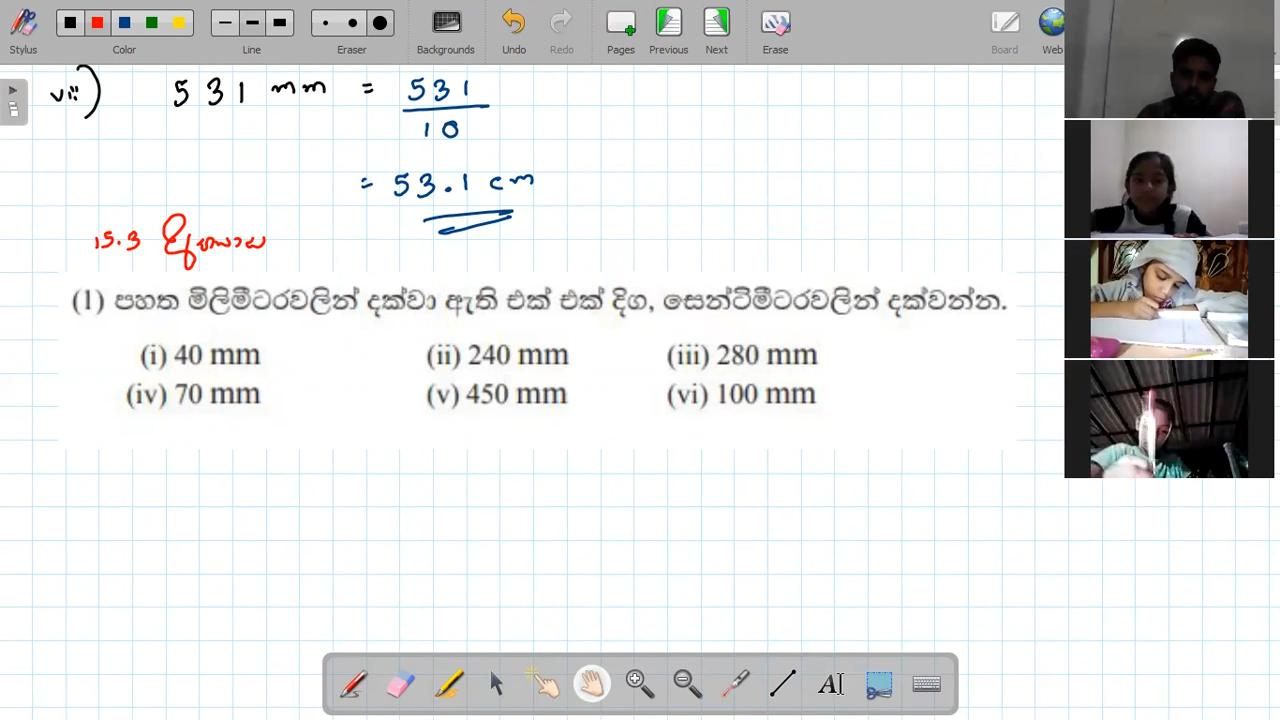 Stylus Color Line Eraser Backgrounds Undo Redo Pages Previous Next Erase Board Web
vii) 531 mm = 531
10
= 53.1 cm
15.3 අභ්‍යාසය
(1) පහත මිලිමීටරවලින් දක්වා ඇති එක් එක් දිග, සෙන්ටිමීටරවලින් දක්වන්න.
(i) 40 mm (ii) 240 mm (iii) 280 mm
(iv) 70 mm (v) 450 mm (vi) 100 mm